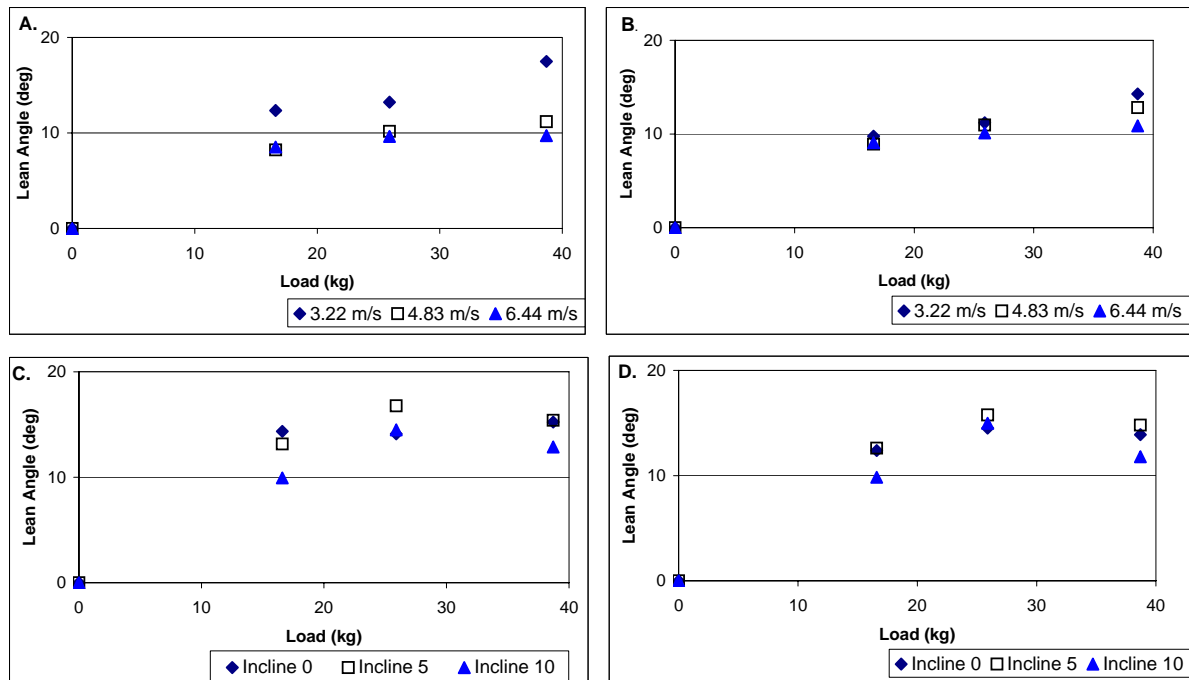 A.
20
10
0
Lean Angle (deg)
0 10 20 30 40
Load (kg)
3.22 m/s 4.83 m/s 6.44 m/s
B.
20
10
0
Lean Angle (deg)
0 10 20 30 40
Load (kg)
3.22 m/s 4.83 m/s 6.44 m/s
C.
20
10
0
Lean Angle (deg)
0 10 20 30 40
Load (kg)
Incline 0 Incline 5 Incline 10
D.
20
10
0
Lean Angle (deg)
0 10 20 30 40
Load (kg)
Incline 0 Incline 5 Incline 10